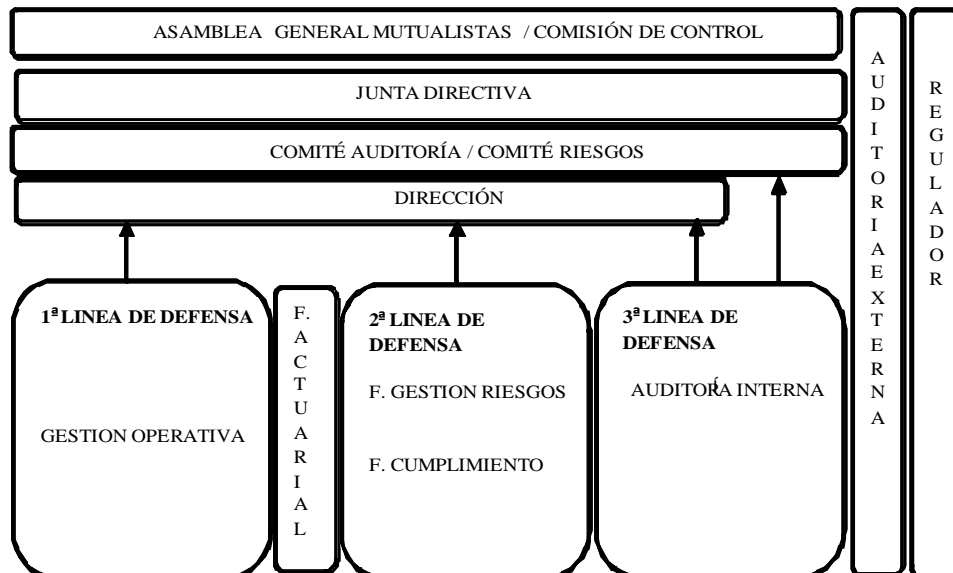 ASAMBLEA GENERAL MUTUALISTAS / COMISIÓN DE CONTROL
JUNTA DIRECTIVA
COMITÉ AUDITORÍA / COMITÉ RIESGOS
DIRECCIÓN
1ª LINEA DE DEFENSA
GESTION OPERATIVA
F. ACTUARIAL
2ª LINEA DE
DEFENSA
F. GESTION RIESGOS
F. CUMPLIMIENTO
3ª LINEA DE
DEFENSA
AUDITORÍA INTERNA
AUDITORIA EXTERNA
REGULADOR